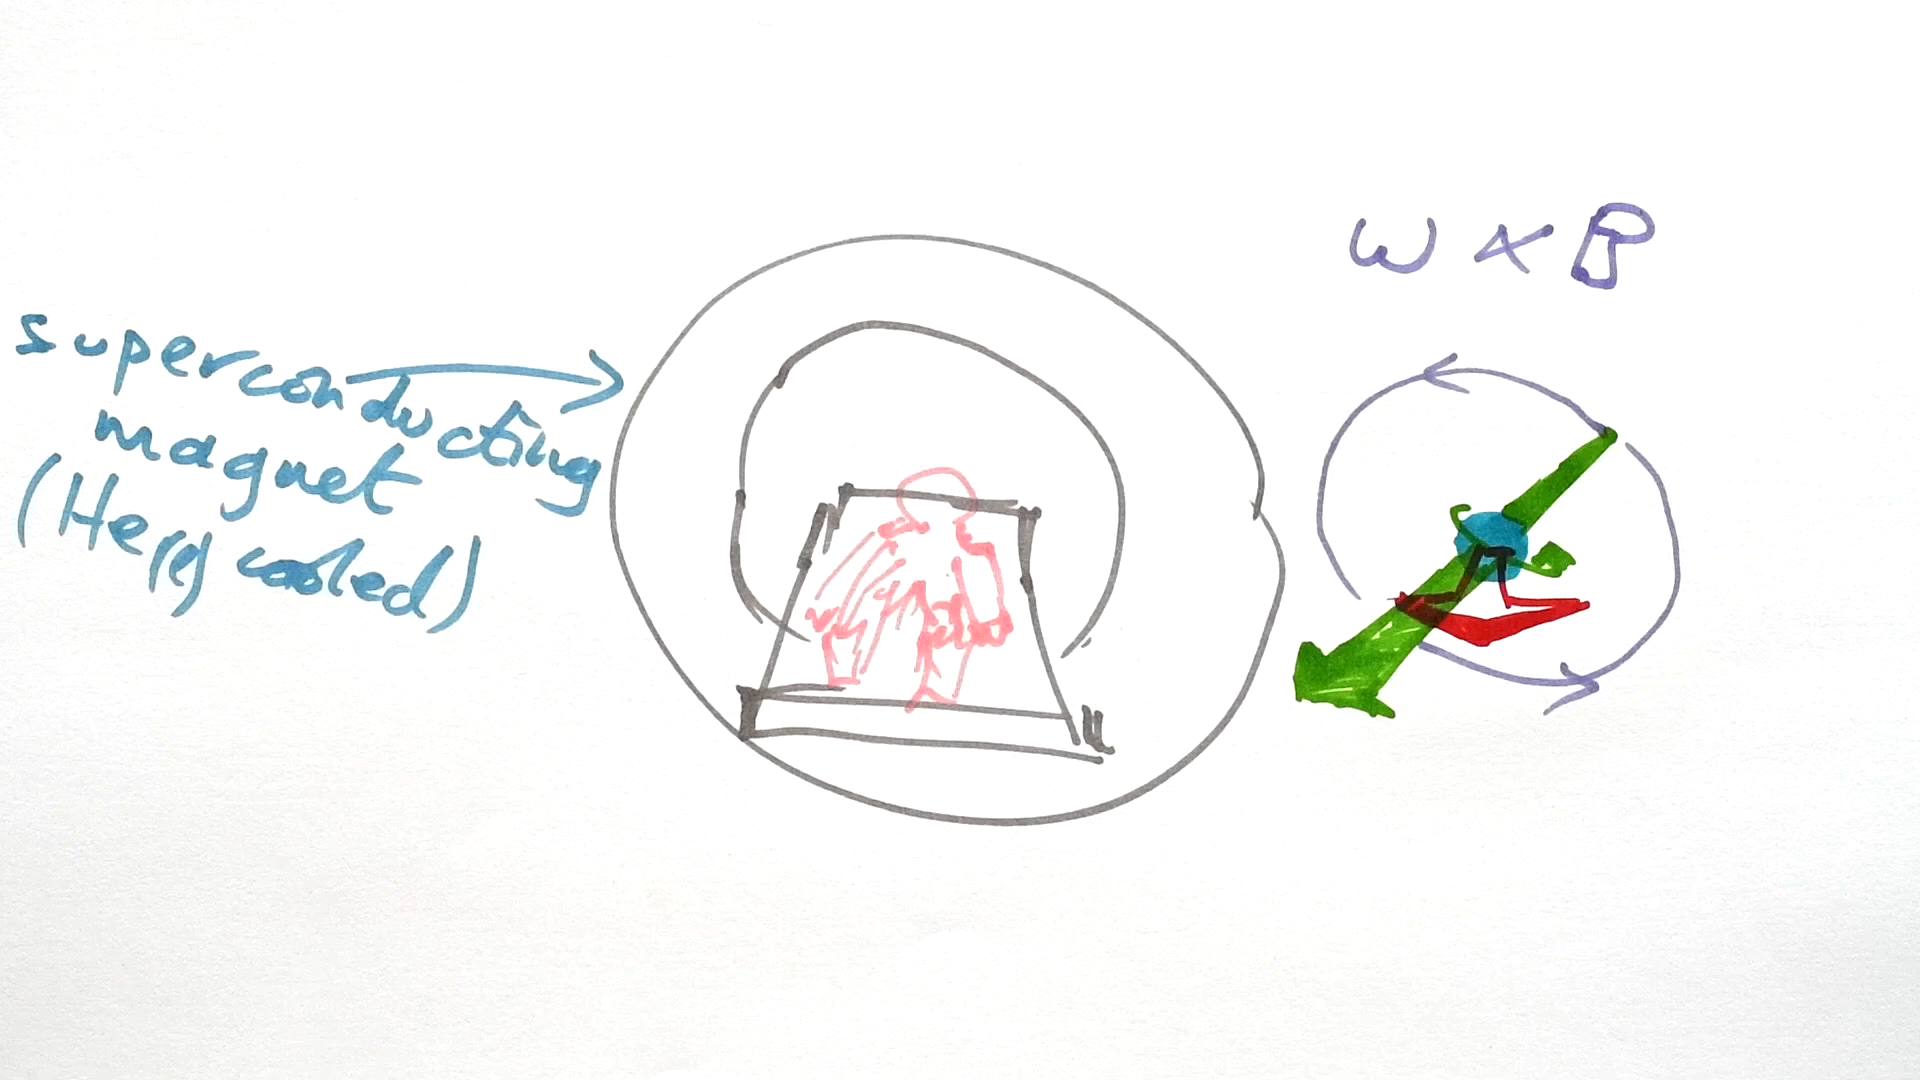 superconducting
magnet
(He(l) cooled)
ω ∝ B